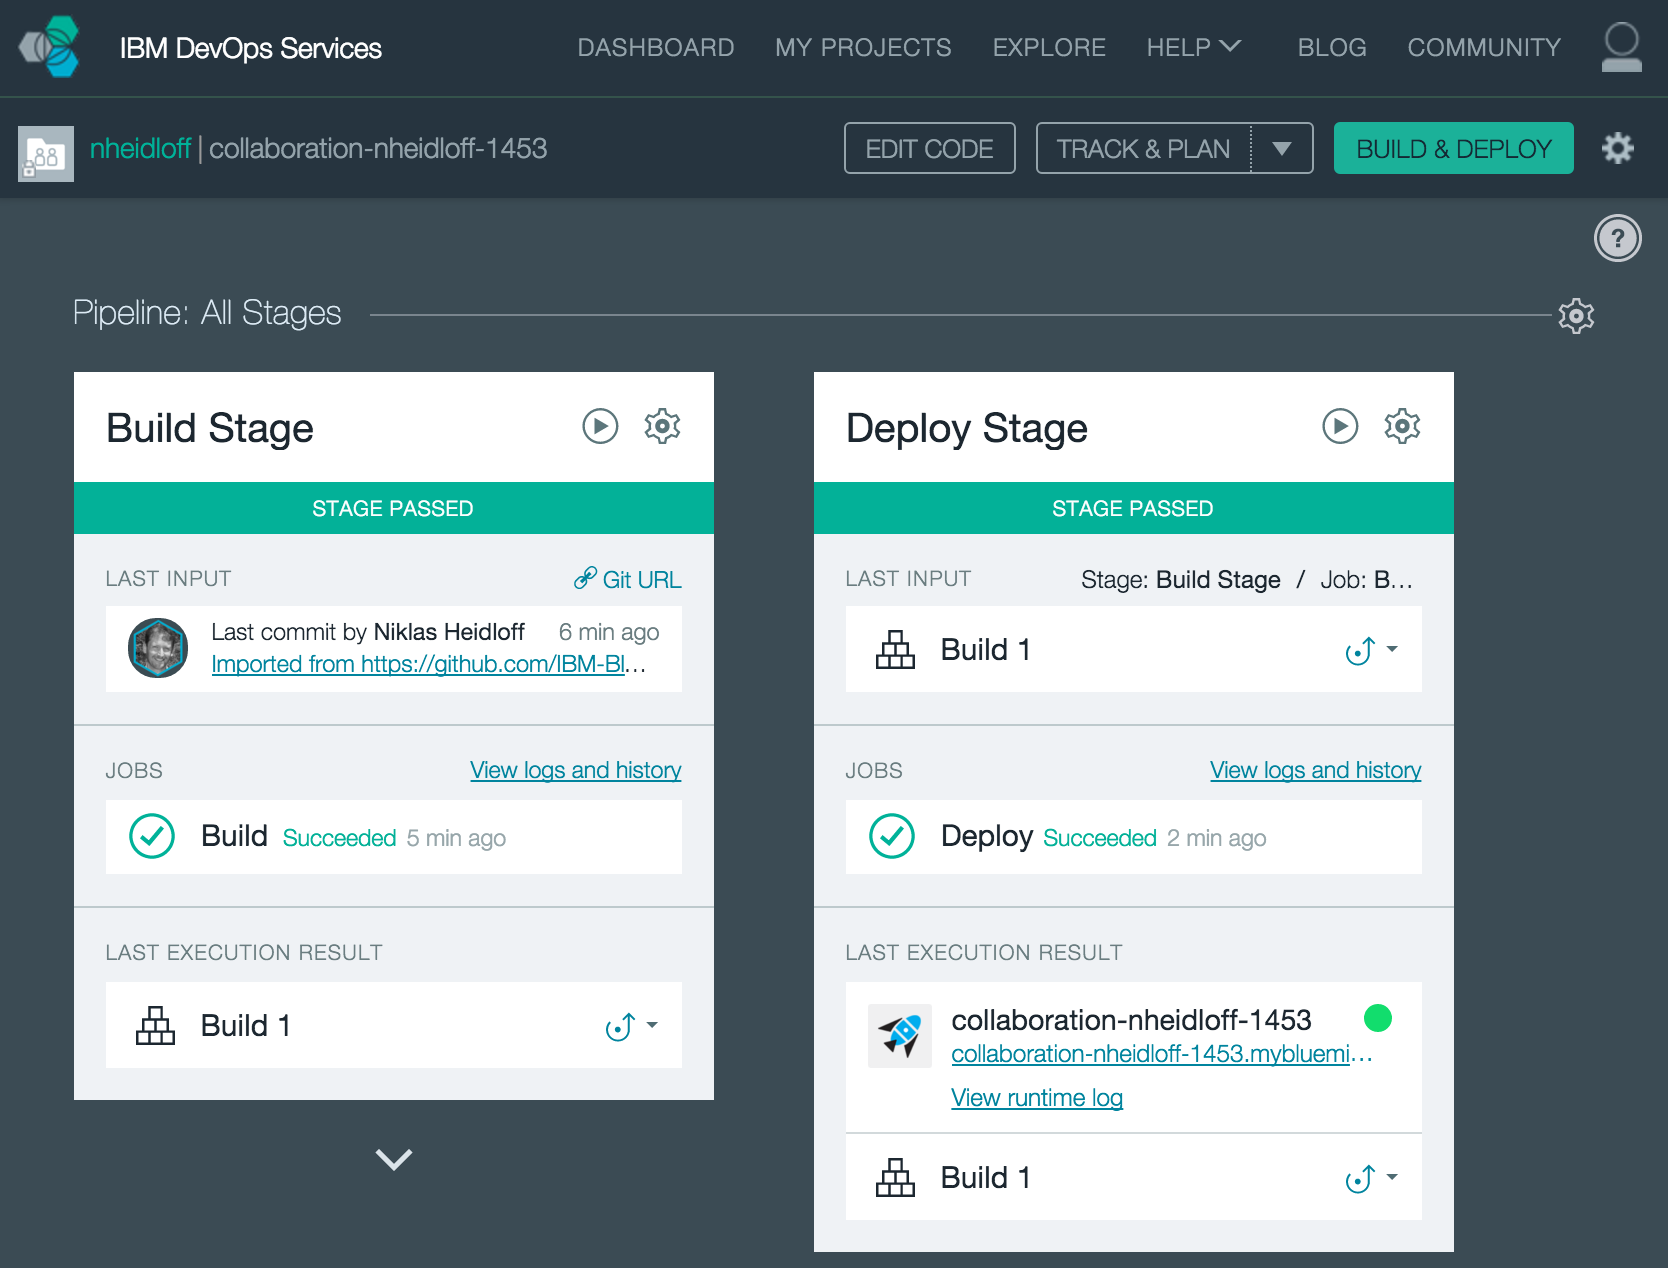 IBM DevOps Services
DASHBOARD MY PROJECTS EXPLORE HELP BLOG COMMUNITY
nheidloff | collaboration-nheidloff-1453
EDIT CODE TRACK & PLAN BUILD & DEPLOY
?
Pipeline: All Stages
Build Stage
STAGE PASSED
LAST INPUT Git URL
Last commit by Niklas Heidloff 6 min ago
Imported from https://github.com/IBM-Bl...
JOBS View logs and history
Build Succeeded 5 min ago
LAST EXECUTION RESULT
Build 1
Deploy Stage
STAGE PASSED
LAST INPUT Stage: Build Stage / Job: B...
Build 1
JOBS View logs and history
Deploy Succeeded 2 min ago
LAST EXECUTION RESULT
collaboration-nheidloff-1453
collaboration-nheidloff-1453.mybluemi...
View runtime log
Build 1